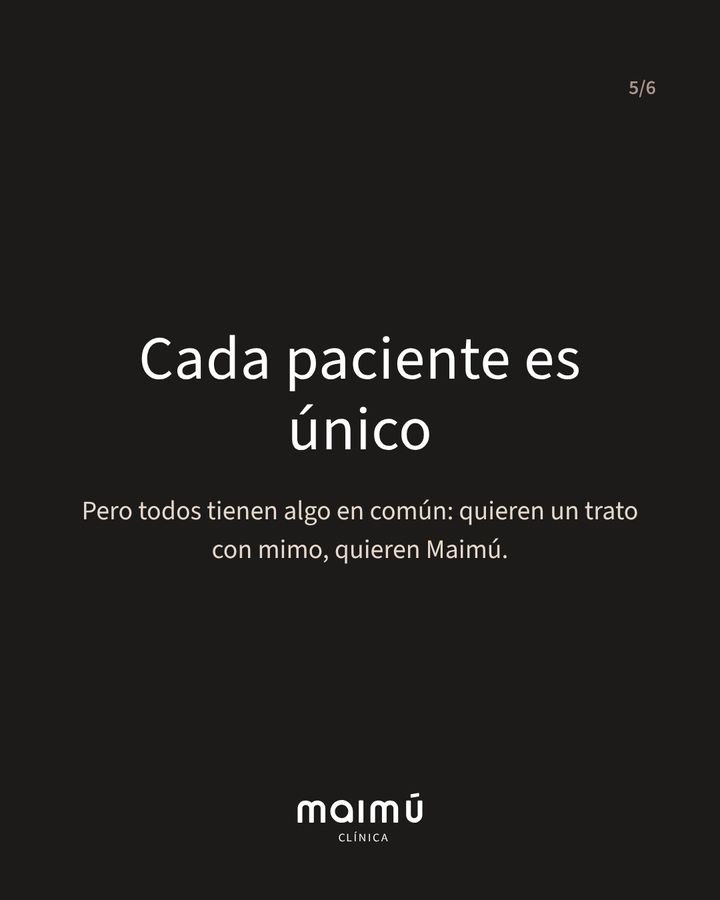 5/6
Cada paciente es
único
Pero todos tienen algo en común: quieren un trato
con mimo, quieren Maimú.
maimú
CLÍNICA